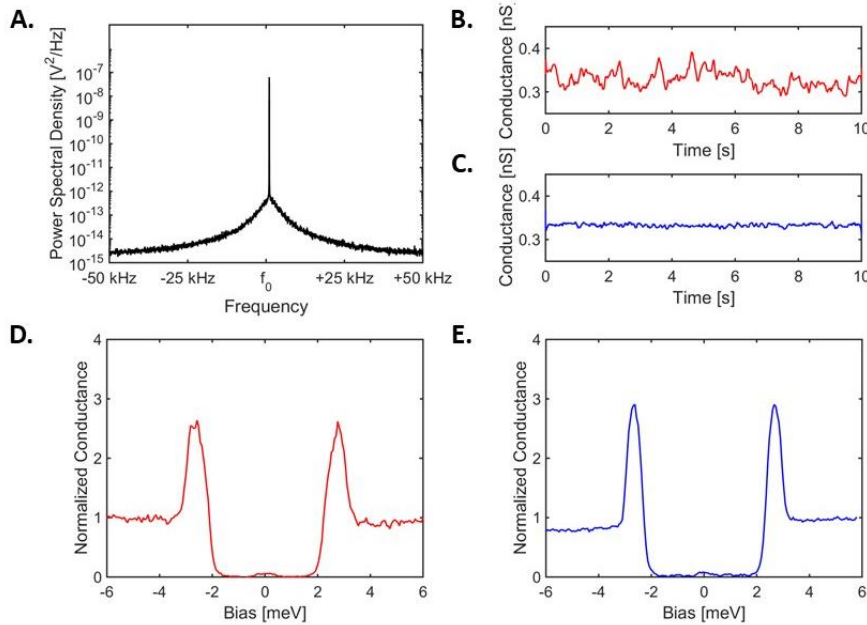 A.
Power Spectral Density [V²/Hz]
10⁻⁷
10⁻⁸
10⁻⁹
10⁻¹⁰
10⁻¹¹
10⁻¹²
10⁻¹³
10⁻¹⁴
10⁻¹⁵
-50 kHz -25 kHz f₀ +25 kHz +50 kHz
Frequency
B.
Conductance [nS]
0.4
0.3
0 2 4 6 8 10
Time [s]
C.
Conductance [nS]
0.4
0.3
0 2 4 6 8 10
Time [s]
D.
Normalized Conductance
4
3
2
1
0
-6 -4 -2 0 2 4 6
Bias [meV]
E.
Normalized Conductance
4
3
2
1
0
-6 -4 -2 0 2 4 6
Bias [meV]